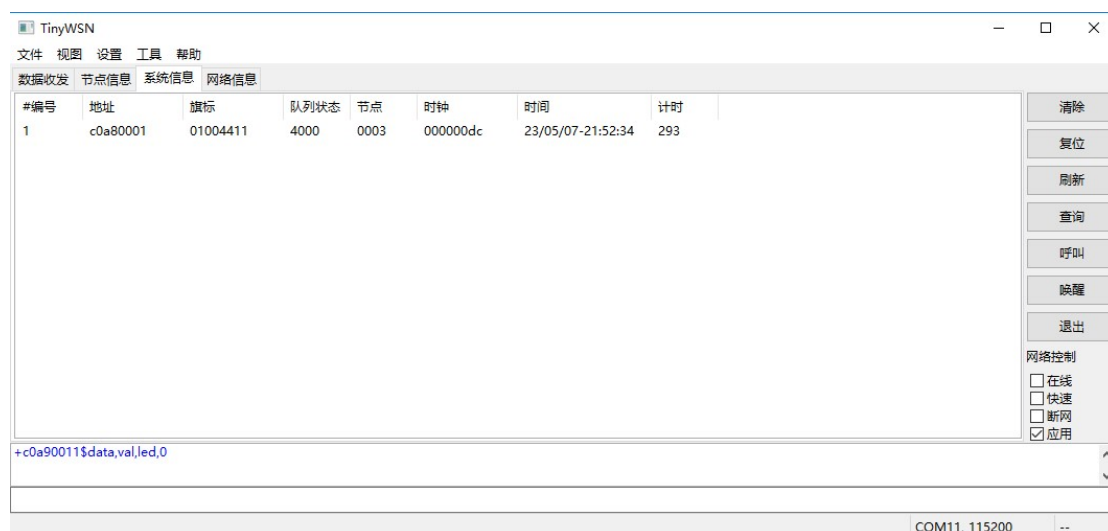 TinyWSN
文件 视图 设置 工具 帮助
数据收发 节点信息 系统信息 网络信息
#编号 地址 旗标 队列状态 节点 时钟 时间 计时
1 c0a80001 01004411 4000 0003 000000dc 23/05/07-21:52:34 293
清除
复位
刷新
查询
呼叫
唤醒
退出
网络控制
在线
快速
断网
应用
+c0a90011$data,val,led,0
COM11, 115200 --